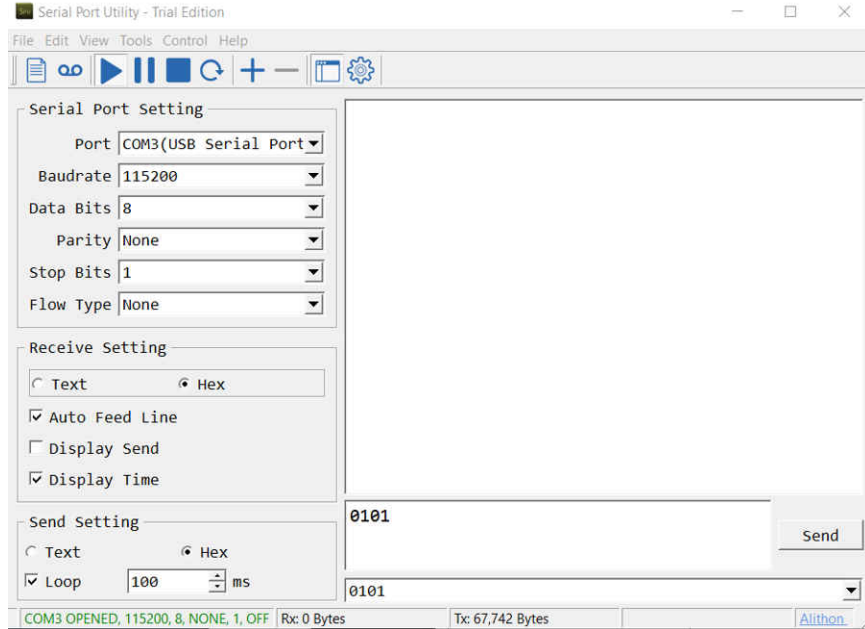 Serial Port Utility - Trial Edition
File Edit View Tools Control Help
Serial Port Setting
Port COM3(USB Serial Port
Baudrate 115200
Data Bits 8
Parity None
Stop Bits 1
Flow Type None
Receive Setting
Text Hex
Auto Feed Line
Display Send
Display Time
Send Setting
Text Hex
Loop 100 ms
0101
Send
0101
COM3 OPENED, 115200, 8, NONE, 1, OFF Rx: 0 Bytes Tx: 67,742 Bytes Alithon